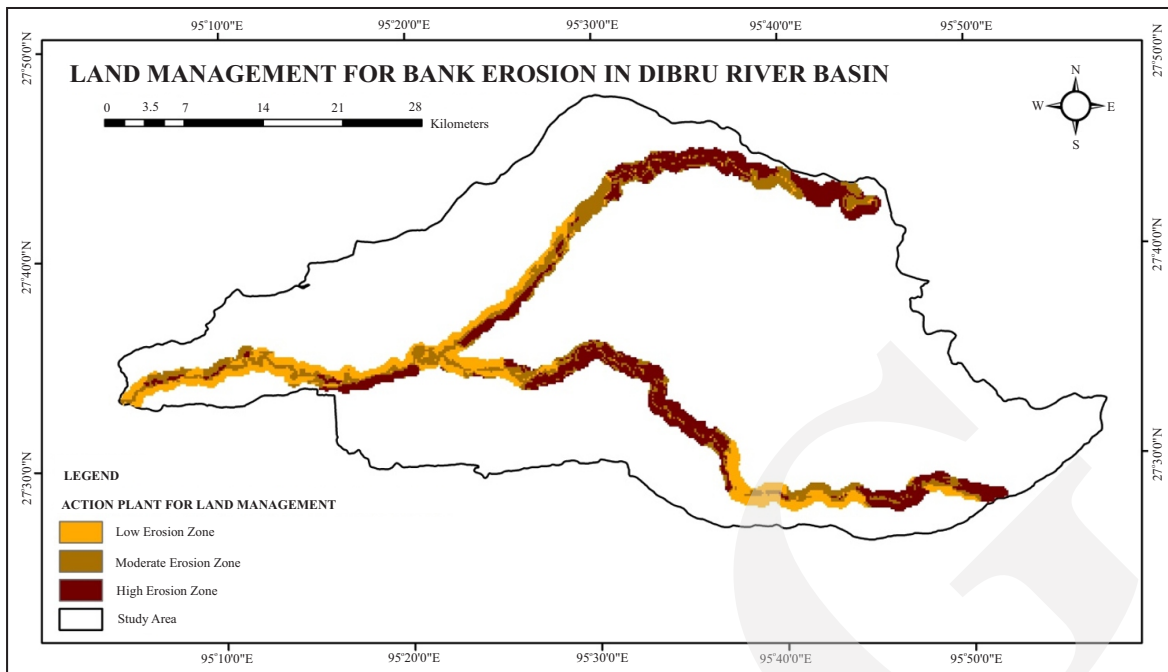 95°10'0"E 95°20'0"E 95°30'0"E 95°40'0"E 95°50'0"E
27°50'0"N 27°50'0"N
LAND MANAGEMENT FOR BANK EROSION IN DIBRU RIVER BASIN
0 3.5 7 14 21 28
Kilometers
N
W E
S
27°40'0"N 27°40'0"N
27°30'0"N 27°30'0"N
LEGEND
ACTION PLANT FOR LAND MANAGEMENT
Low Erosion Zone
Moderate Erosion Zone
High Erosion Zone
Study Area
95°10'0"E 95°20'0"E 95°30'0"E 95°40'0"E 95°50'0"E